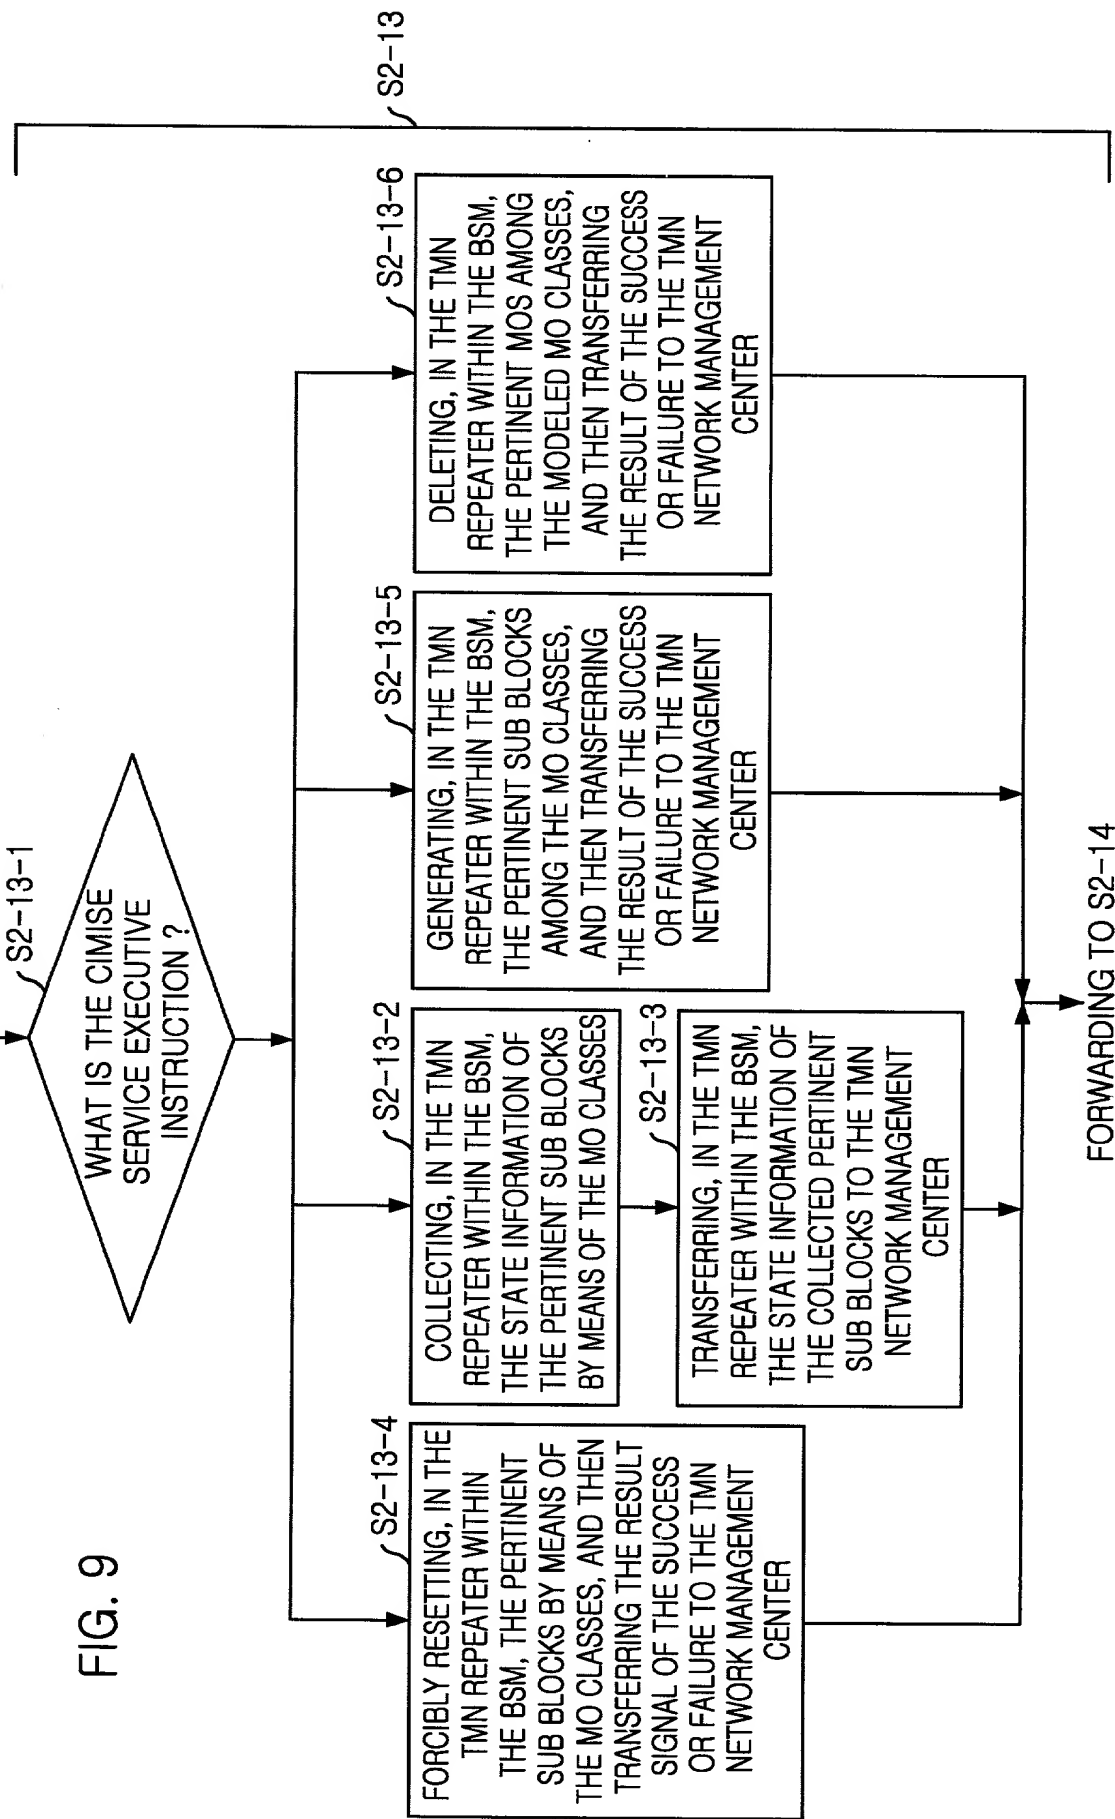 FIG. 9
S2-13-1
WHAT IS THE CIMISE
SERVICE EXECUTIVE
INSTRUCTION ?
S2-13
S2-13-4
FORCIBLY RESETTING, IN THE
TMN REPEATER WITHIN
THE BSM, THE PERTINENT
SUB BLOCKS BY MEANS OF
THE MO CLASSES, AND THEN
TRANSFERRING THE RESULT
SIGNAL OF THE SUCCESS
OR FAILURE TO THE TMN
NETWORK MANAGEMENT
CENTER
S2-13-2
COLLECTING, IN THE TMN
REPEATER WITHIN THE BSM,
THE STATE INFORMATION OF
THE PERTINENT SUB BLOCKS
BY MEANS OF THE MO CLASSES
S2-13-3
TRANSFERRING, IN THE TMN
REPEATER WITHIN THE BSM,
THE STATE INFORMATION OF
THE COLLECTED PERTINENT
SUB BLOCKS TO THE TMN
NETWORK MANAGEMENT
CENTER
S2-13-5
GENERATING, IN THE TMN
REPEATER WITHIN THE BSM,
THE PERTINENT SUB BLOCKS
AMONG THE MO CLASSES,
AND THEN TRANSFERRING
THE RESULT OF THE SUCCESS
OR FAILURE TO THE TMN
NETWORK MANAGEMENT
CENTER
S2-13-6
DELETING, IN THE TMN
REPEATER WITHIN THE BSM,
THE PERTINENT MOS AMONG
THE MODELED MO CLASSES,
AND THEN TRANSFERRING
THE RESULT OF THE SUCCESS
OR FAILURE TO THE TMN
NETWORK MANAGEMENT
CENTER
FORWARDING TO S2-14